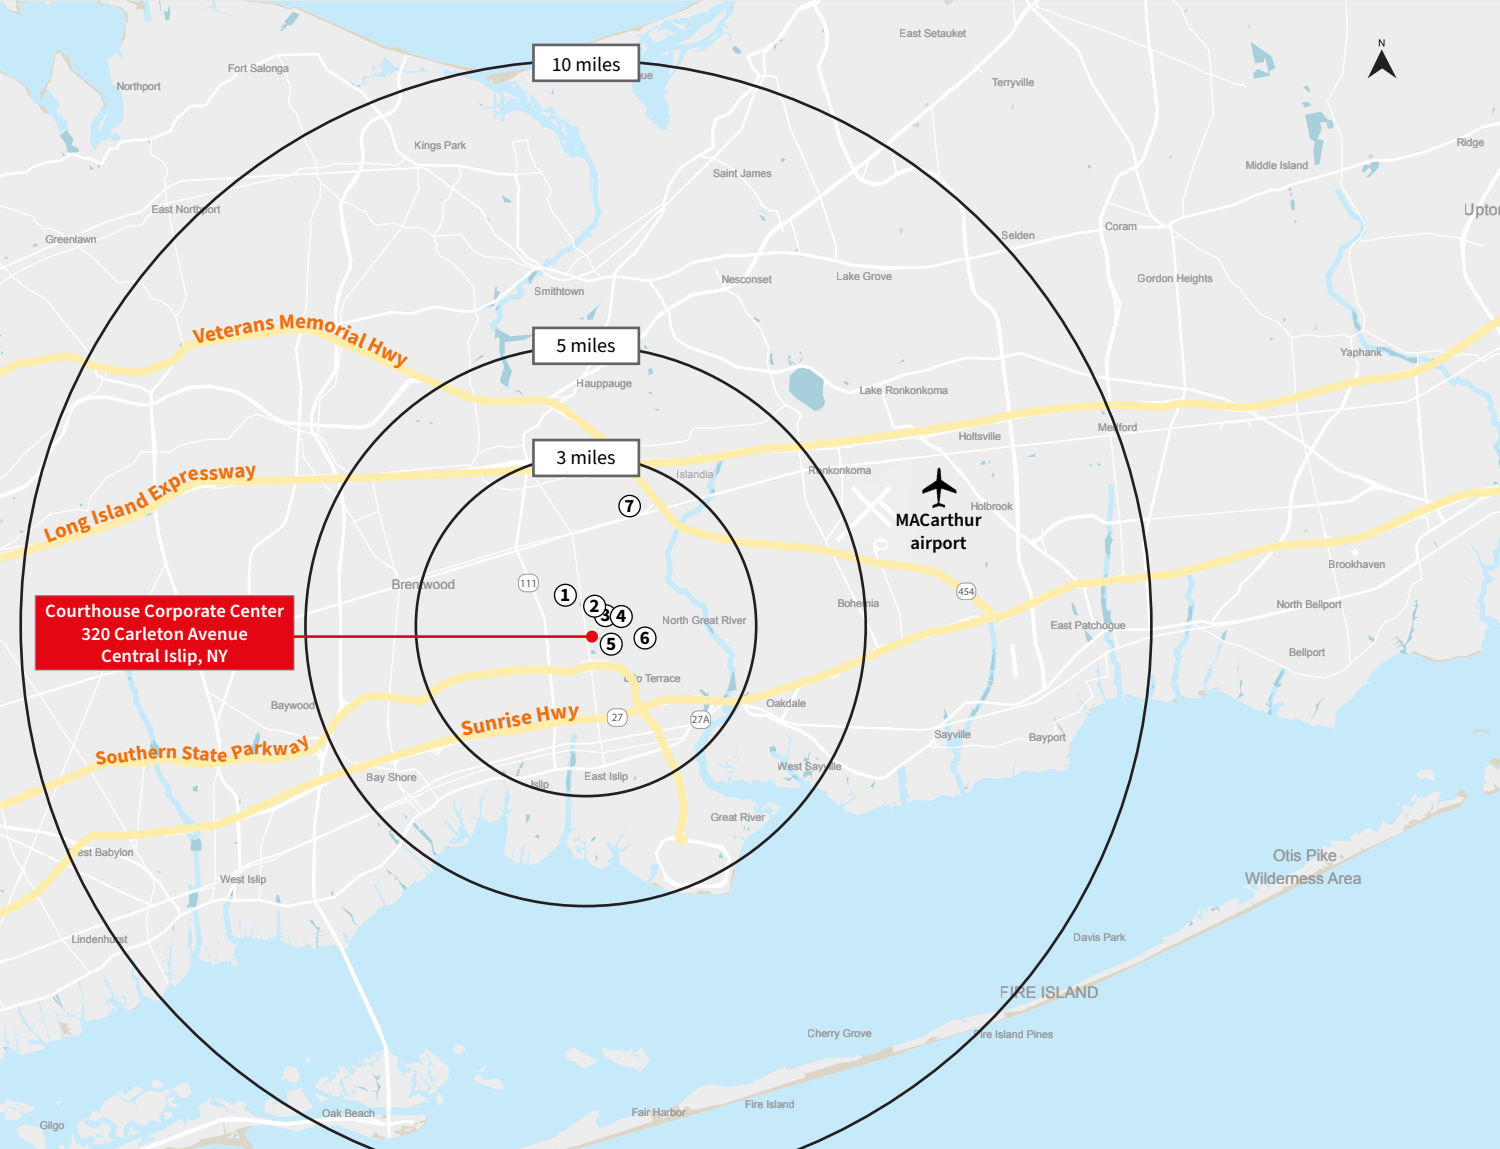 East Setauket
N
10 miles
Fort Salonga
Northport
Terryville
Kings Park
Ridge
Middle Island
Saint James
East Northport
Upton
Greenlawn
Selden
Coram
Nesconset
Lake Grove
Gordon Heights
Smithtown
Veterans Memorial Hwy
5 miles
Yaphank
Hauppauge
Lake Ronkonkoma
Medford
Holtsville
3 miles
Long Island Expressway
Islandia
Ronkonkoma
7
Holbrook
MACarthur
airport
Brookhaven
Brentwood
111
1
454
2
3
4
Bohemia
North Bellport
Courthouse Corporate Center
320 Carleton Avenue
Central Islip, NY
North Great River
East Patchogue
5
6
Bellport
Islip Terrace
Baywood
Oakdale
Sunrise Hwy
27
27A
Sayville
Bayport
Southern State Parkway
West Sayville
Bay Shore
Islip
East Islip
Great River
est Babylon
Otis Pike
Wilderness Area
West Islip
Lindenhurst
Davis Park
FIRE ISLAND
Cherry Grove
Fire Island Pines
Fire Island
Fair Harbor
Oak Beach
Gilgo